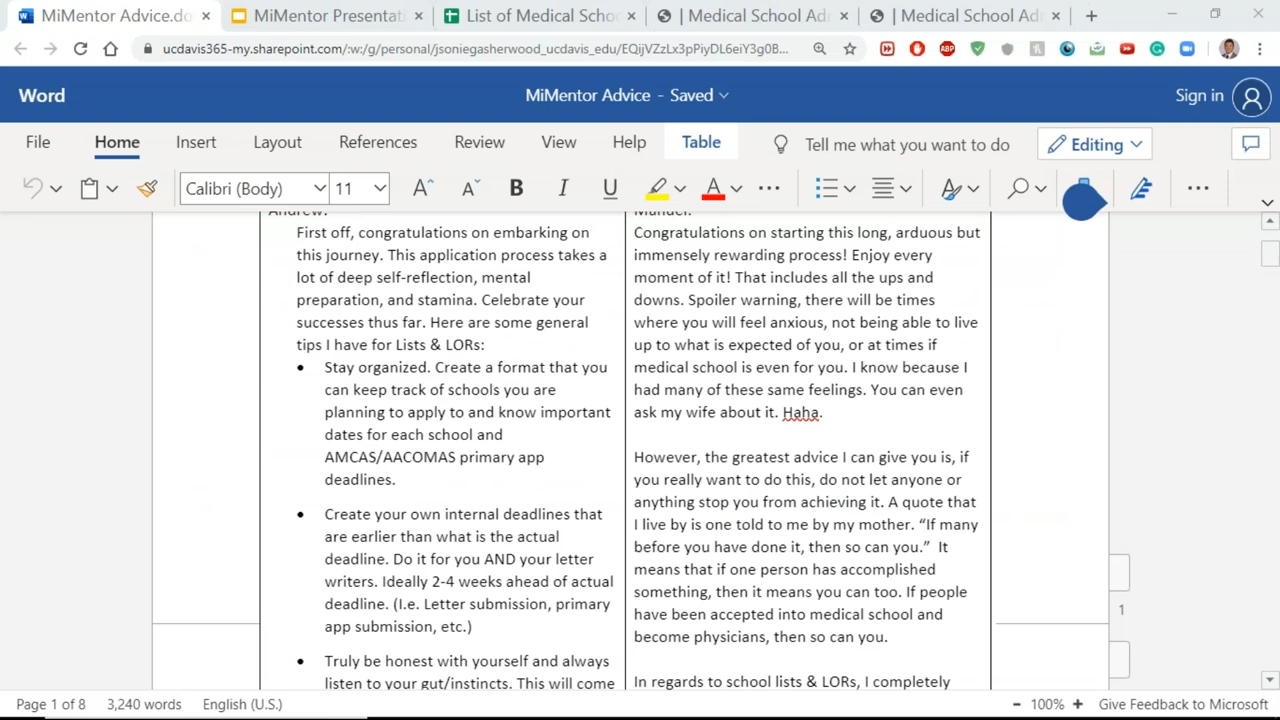 MiMentor Advice.do
MiMentor Presentati
List of Medical Schoo
| Medical School Adm
| Medical School Adm
ucdavis365-my.sharepoint.com/:w:/g/personal/jsoniegasherwood_ucdavis_edu/EQijVZzLx3pPiyDL6eiY3g0B...
Word
MiMentor Advice - Saved
Sign in
File Home Insert Layout References Review View Help Table Tell me what you want to do Editing
Calibri (Body) 11 A A B I U A
Andrew:
First off, congratulations on embarking on
this journey. This application process takes a
lot of deep self-reflection, mental
preparation, and stamina. Celebrate your
successes thus far. Here are some general
tips I have for Lists & LORs:
• Stay organized. Create a format that you
can keep track of schools you are
planning to apply to and know important
dates for each school and
AMCAS/AACOMAS primary app
deadlines.
• Create your own internal deadlines that
are earlier than what is the actual
deadline. Do it for you AND your letter
writers. Ideally 2-4 weeks ahead of actual
deadline. (I.e. Letter submission, primary
app submission, etc.)
• Truly be honest with yourself and always
listen to your gut/instincts. This will come
Manuel:
Congratulations on starting this long, arduous but
immensely rewarding process! Enjoy every
moment of it! That includes all the ups and
downs. Spoiler warning, there will be times
where you will feel anxious, not being able to live
up to what is expected of you, or at times if
medical school is even for you. I know because I
had many of these same feelings. You can even
ask my wife about it. Haha.
However, the greatest advice I can give you is, if
you really want to do this, do not let anyone or
anything stop you from achieving it. A quote that
I live by is one told to me by my mother. “If many
before you have done it, then so can you.” It
means that if one person has accomplished
something, then it means you can too. If people
have been accepted into medical school and
become physicians, then so can you.
In regards to school lists & LORs, I completely
1
Page 1 of 8 3,240 words English (U.S.) - 100% + Give Feedback to Microsoft